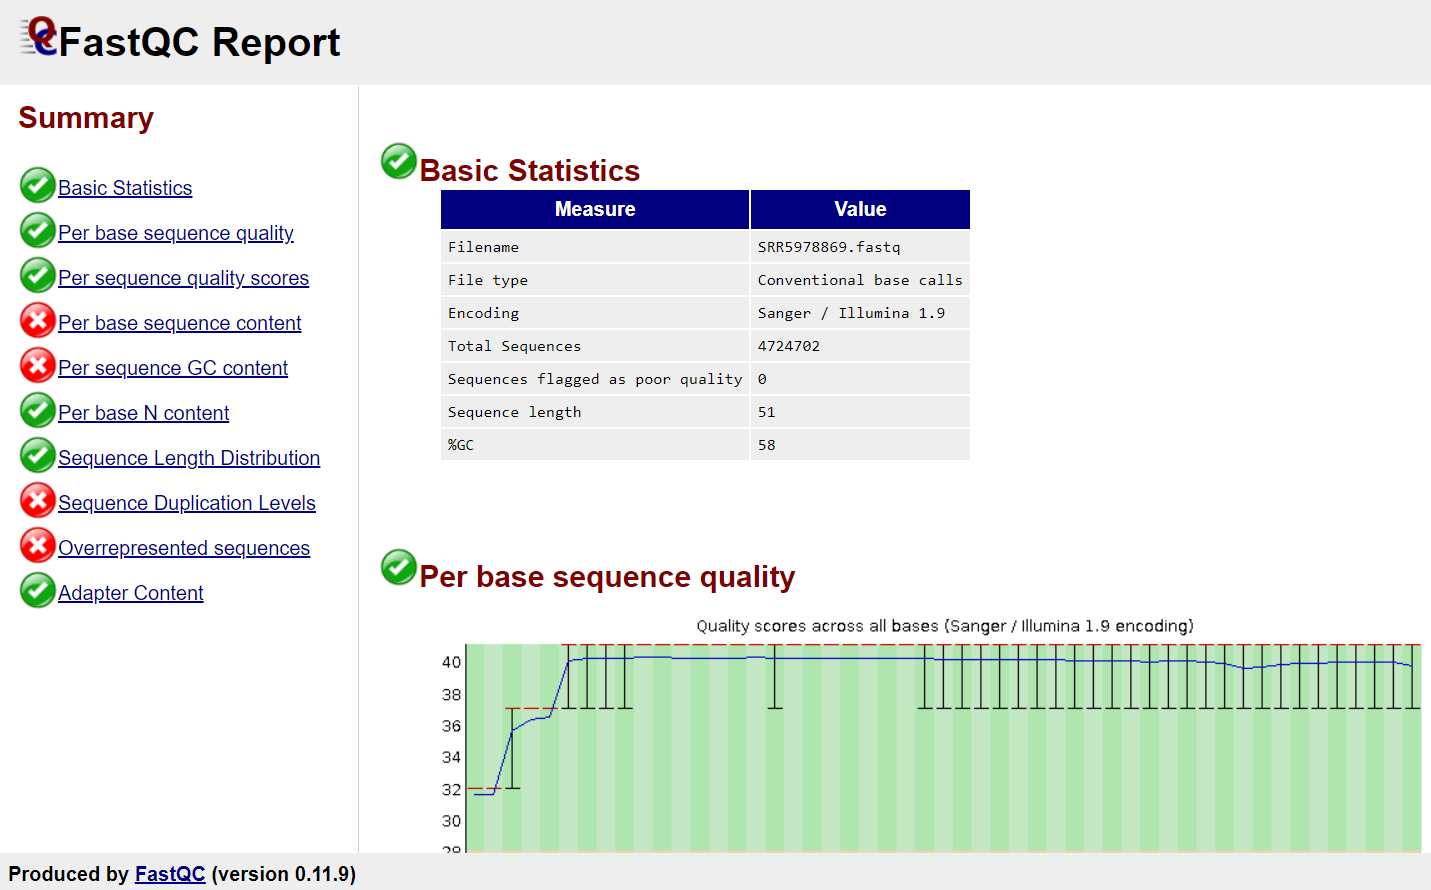 FastQC Report
Summary
Basic Statistics
Per base sequence quality
Per sequence quality scores
Per base sequence content
Per sequence GC content
Per base N content
Sequence Length Distribution
Sequence Duplication Levels
Overrepresented sequences
Adapter Content
Basic Statistics
Measure Value
Filename SRR5978869.fastq
File type Conventional base calls
Encoding Sanger / Illumina 1.9
Total Sequences 4724702
Sequences flagged as poor quality 0
Sequence length 51
%GC 58
Per base sequence quality
Quality scores across all bases (Sanger / Illumina 1.9 encoding)
40
38
36
34
32
30
28
Produced by FastQC (version 0.11.9)